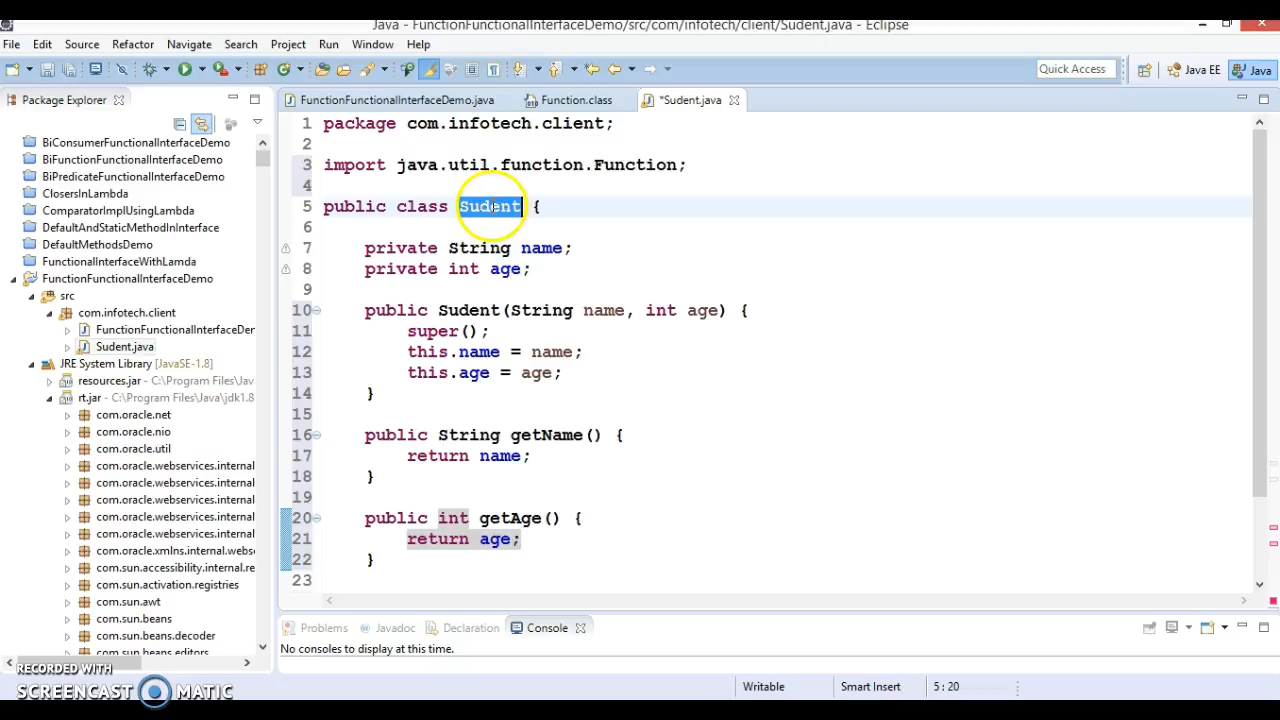 Java - FunctionFunctionalInterfaceDemo/src/com/infotech/client/Sudent.java - Eclipse
File Edit Source Refactor Navigate Search Project Run Window Help
Quick Access Java EE Java
Package Explorer FunctionFunctionalInterfaceDemo.java Function.class *Sudent.java
BiConsumerFunctionalInterfaceDemo
BiFunctionFunctionalInterfaceDemo
BiPredicateFunctionalInterfaceDemo
ClosersInLambda
ComparatorImplUsingLambda
DefaultAndStaticMethodInInterface
DefaultMethodsDemo
FunctionalInterfaceWithLamda
FunctionFunctionalInterfaceDemo
src
com.infotech.client
FunctionFunctionalInterfaceDer
Sudent.java
JRE System Library [JavaSE-1.8]
resources.jar - C:\Program Files\Jav
rt.jar - C:\Program Files\Java\jdk1.8
com.oracle.net
com.oracle.nio
com.oracle.util
com.oracle.webservices.internal
com.oracle.webservices.internal
com.oracle.webservices.internal
com.oracle.webservices.internal
com.oracle.webservices.internal
com.oracle.xmlns.internal.webs
com.sun.accessibility.internal.re
com.sun.activation.registries
com.sun.awt
com.sun.beans
com.sun.beans.decoder
com.sun.beans.editors
1 package com.infotech.client;
2
3 import java.util.function.Function;
4
5 public class Sudent {
6
7 private String name;
8 private int age;
9
10 public Sudent(String name, int age) {
11 super();
12 this.name = name;
13 this.age = age;
14 }
15
16 public String getName() {
17 return name;
18 }
19
20 public int getAge() {
21 return age;
22 }
23
Problems Javadoc Declaration Console
No consoles to display at this time.
Writable Smart Insert 5 : 20
RECORDED WITH
SCREENCAST MATIC